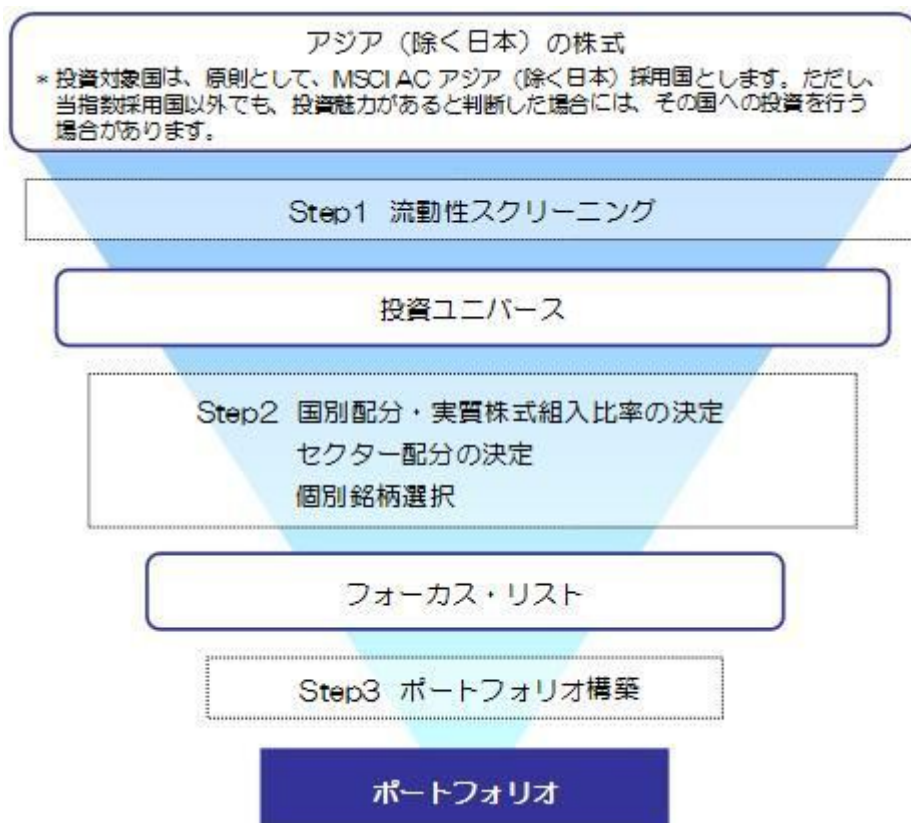 アジア（除く日本）の株式
* 投資対象国は、原則として、MSCI AC アジア（除く日本）採用国とします。ただし、
当指数採用国以外でも、投資魅力があると判断した場合には、その国への投資を行う
場合があります。
Step1 流動性スクリーニング
投資ユニバース
Step2 国別配分・実質株式組入比率の決定
セクター配分の決定
個別銘柄選択
フォーカス・リスト
Step3 ポートフォリオ構築
ポートフォリオ